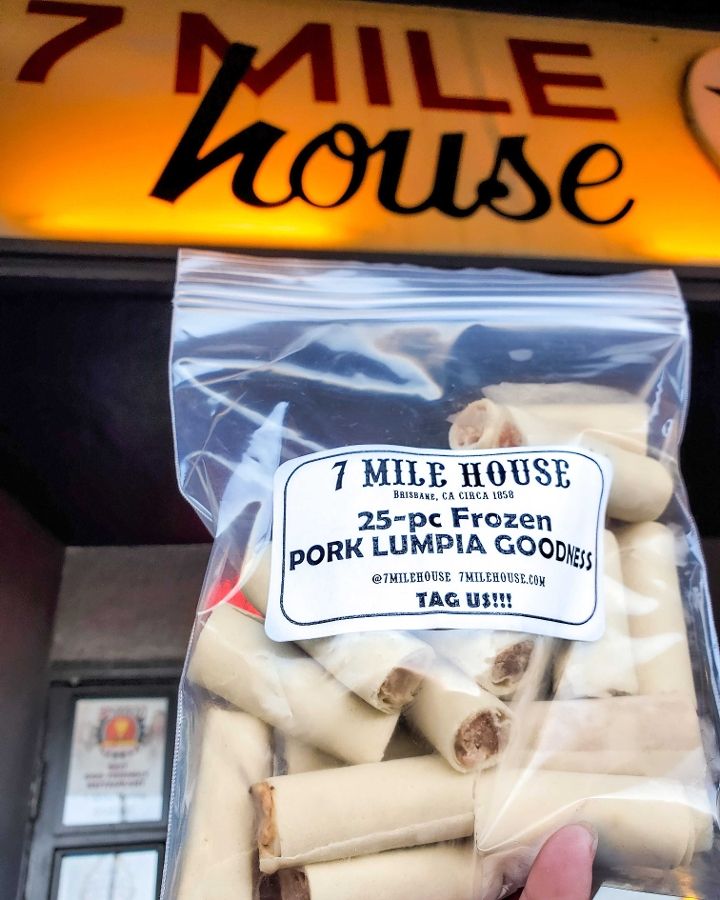 7 MILE
house
7 MILE HOUSE
BRISBANE, CA CIRCA 1858
25-pc Frozen
PORK LUMPIA GOODNESS
@7MILEHOUSE 7MILEHOUSE.COM
TAG US!!!
BEST